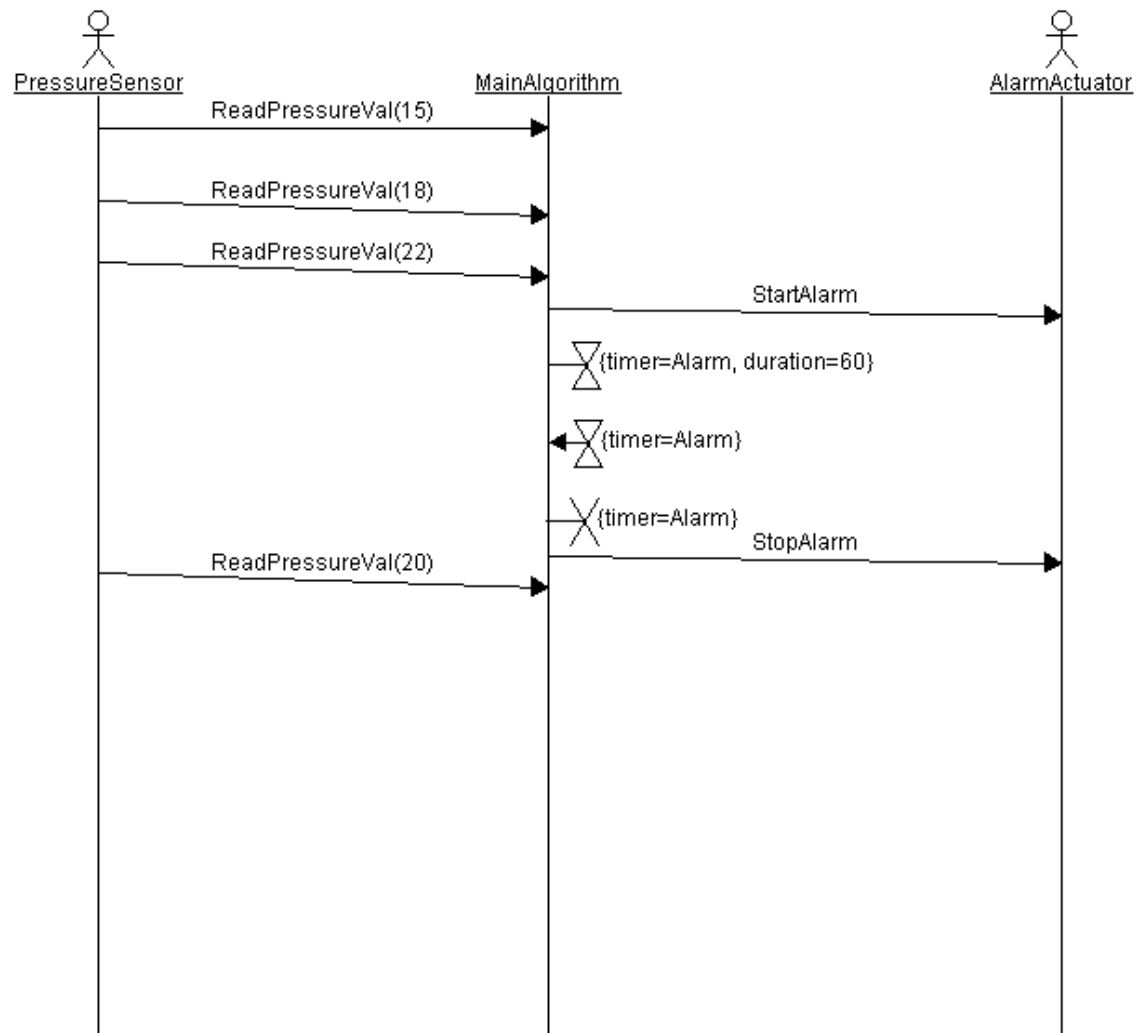 PressureSensor
MainAlgorithm
AlarmActuator
ReadPressureVal(15)
ReadPressureVal(18)
ReadPressureVal(22)
StartAlarm
{timer=Alarm, duration=60}
{timer=Alarm}
{timer=Alarm}
StopAlarm
ReadPressureVal(20)